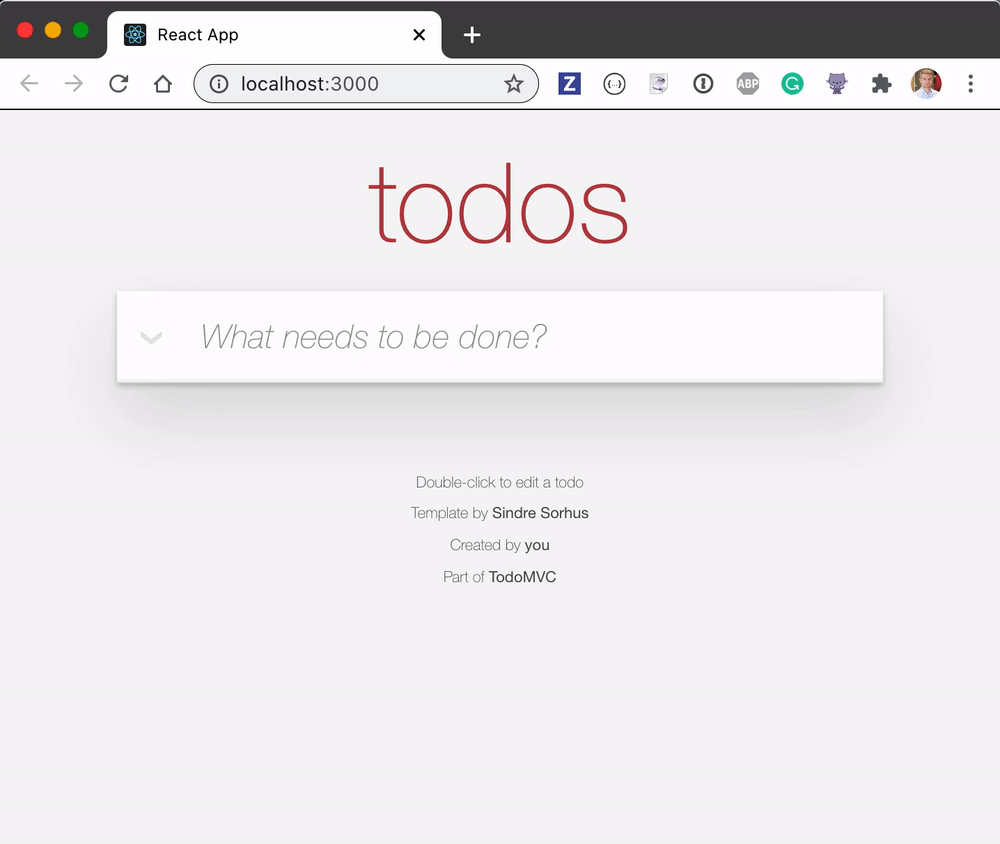 React App
localhost:3000
Z
ABP
G
todos
What needs to be done?
Double-click to edit a todo
Template by Sindre Sorhus
Created by you
Part of TodoMVC